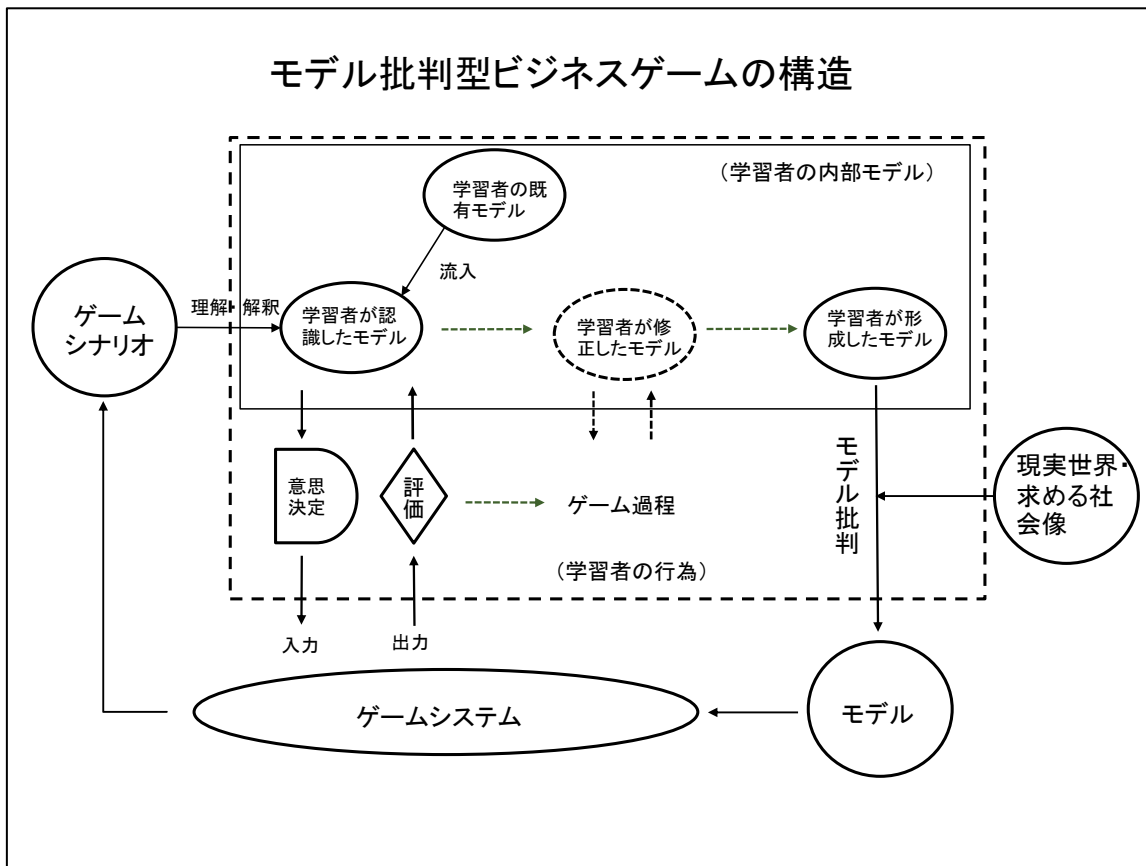 モデル批判型ビジネスゲームの構造
（学習者の内部モデル）
学習者の既
有モデル
流入
ゲーム
シナリオ
理解・解釈
学習者が認
識したモデル
学習者が修
正したモデル
学習者が形
成したモデル
意思
決定
評
価
ゲーム過程
モデル批判
現実世界・
求める社
会像
（学習者の行為）
入力
出力
ゲームシステム
モデル